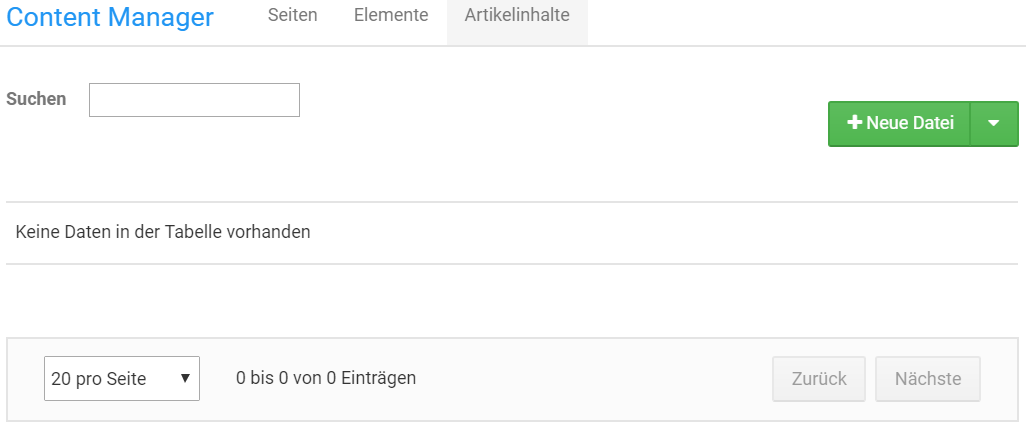 Content Manager Seiten Elemente Artikelinhalte
Suchen
Neue Datei
Keine Daten in der Tabelle vorhanden
20 pro Seite 0 bis 0 von 0 Einträgen Zurück Nächste